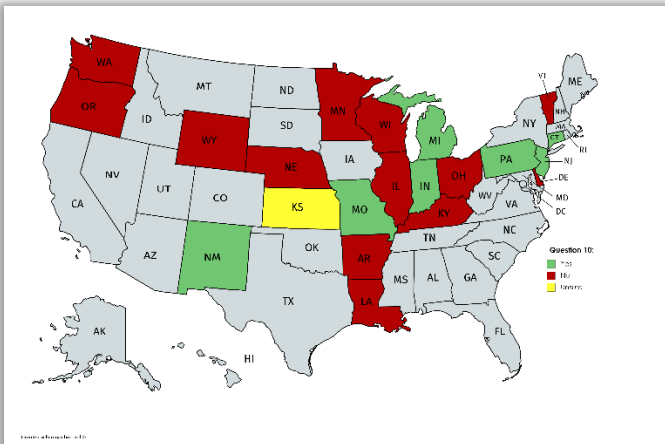 WA
MT
ND
MN
VT
ME
OR
ID
SD
WI
NY
NH
MA
WY
MI
CT
RI
IA
PA
NJ
NE
NV
OH
DE
IL
IN
UT
CO
WV
MD
CA
KS
MO
KY
VA
DC
TN
NC
AZ
NM
OK
AR
SC
Question 10:
Yes
No
MS
AL
GA
TX
LA
AK
HI
FL